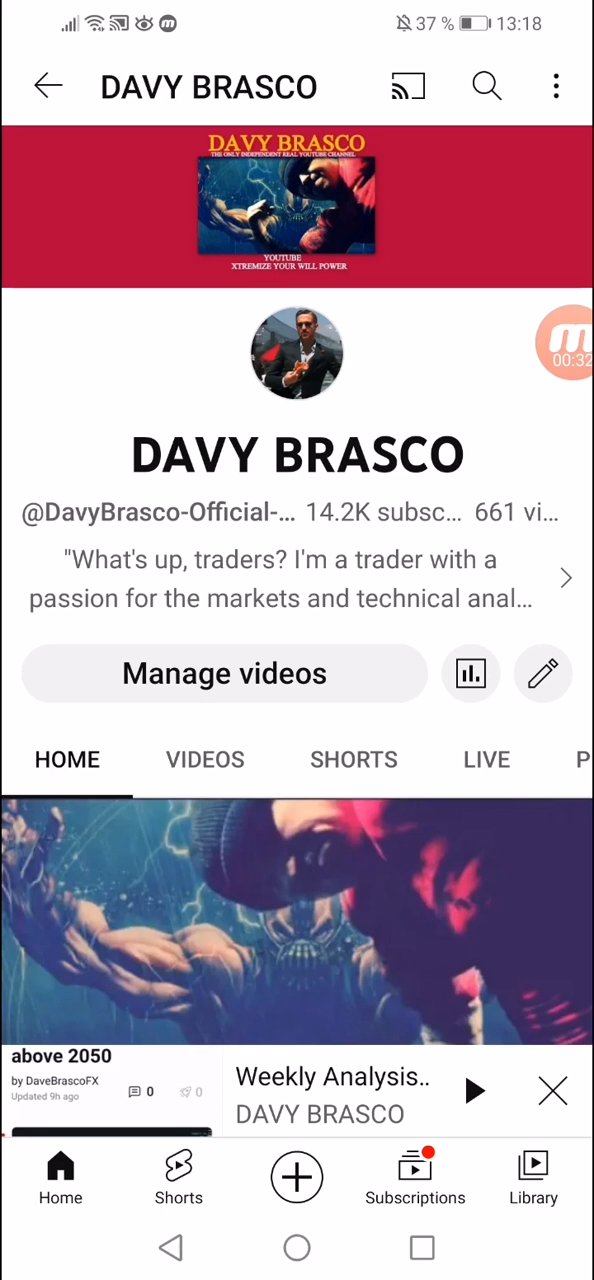 37 % 13:18
DAVY BRASCO
DAVY BRASCO
THE ONLY INDEPENDENT REAL YOUTUBE CHANNEL
YOUTUBE
XTREMIZE YOUR WILL POWER
m
00:32
DAVY BRASCO
@DavyBrasco-Official-... 14.2K subsc... 661 vi...
"What's up, traders? I'm a trader with a
passion for the markets and technical anal...
Manage videos
HOME VIDEOS SHORTS LIVE P
above 2050
by DaveBrascoFX 0 0
Updated 9h ago
Weekly Analysis..
DAVY BRASCO
Home Shorts Subscriptions Library